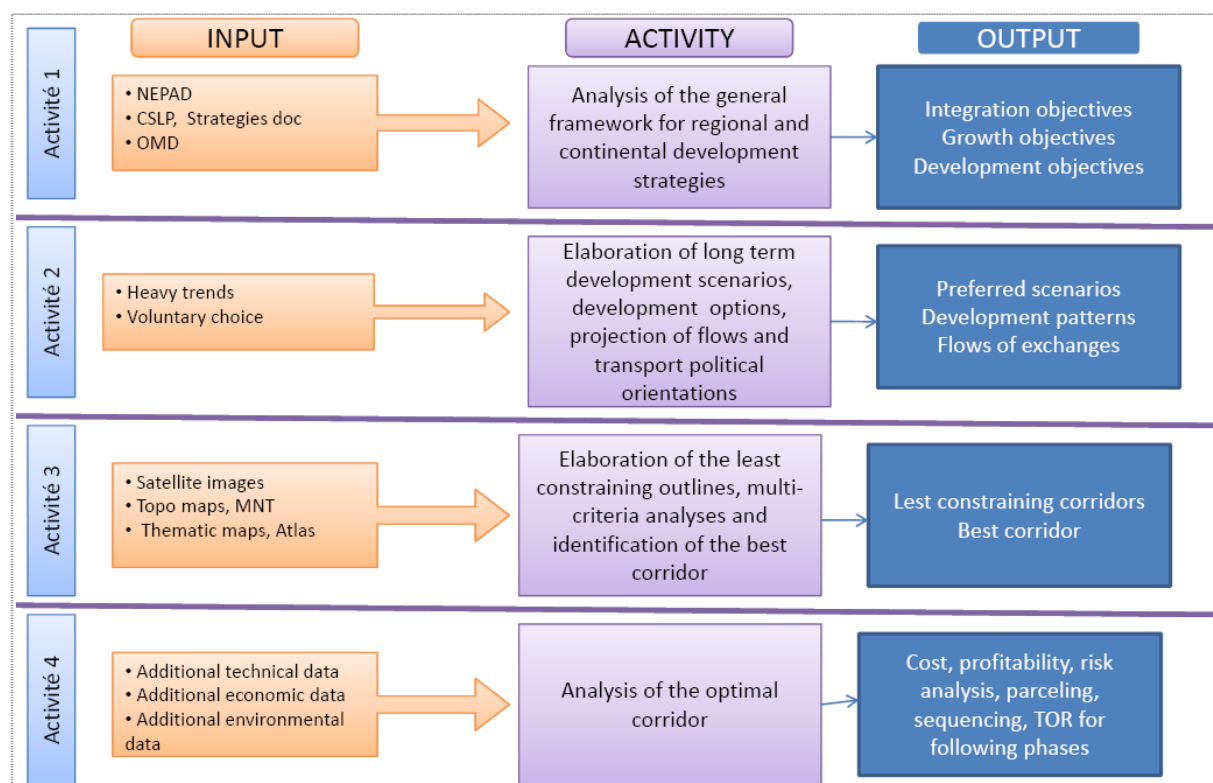 INPUT
ACTIVITY
OUTPUT
Activité 1
• NEPAD
• CSLP, Strategies doc
• OMD
Analysis of the general
framework for regional and
continental development
strategies
Integration objectives
Growth objectives
Development objectives
Activité 2
• Heavy trends
• Voluntary choice
Elaboration of long term
development scenarios,
development options,
projection of flows and
transport political
orientations
Preferred scenarios
Development patterns
Flows of exchanges
Activité 3
• Satellite images
• Topo maps, MNT
• Thematic maps, Atlas
Elaboration of the least
constraining outlines, multi-
criteria analyses and
identification of the best
corridor
Lest constraining corridors
Best corridor
Activité 4
• Additional technical data
• Additional economic data
• Additional environmental
data
Analysis of the optimal
corridor
Cost, profitability, risk
analysis, parceling,
sequencing, TOR for
following phases